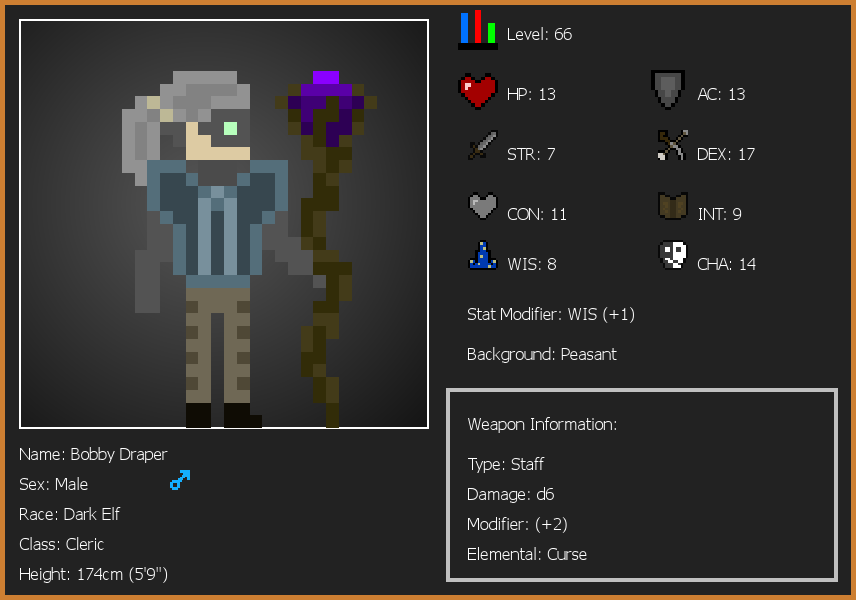 Level: 66
HP: 13
AC: 13
STR: 7
DEX: 17
CON: 11
INT: 9
WIS: 8
CHA: 14
Stat Modifier: WIS (+1)
Background: Peasant
Weapon Information:
Type: Staff
Damage: d6
Modifier: (+2)
Elemental: Curse
Name: Bobby Draper
Sex: Male
Race: Dark Elf
Class: Cleric
Height: 174cm (5'9")